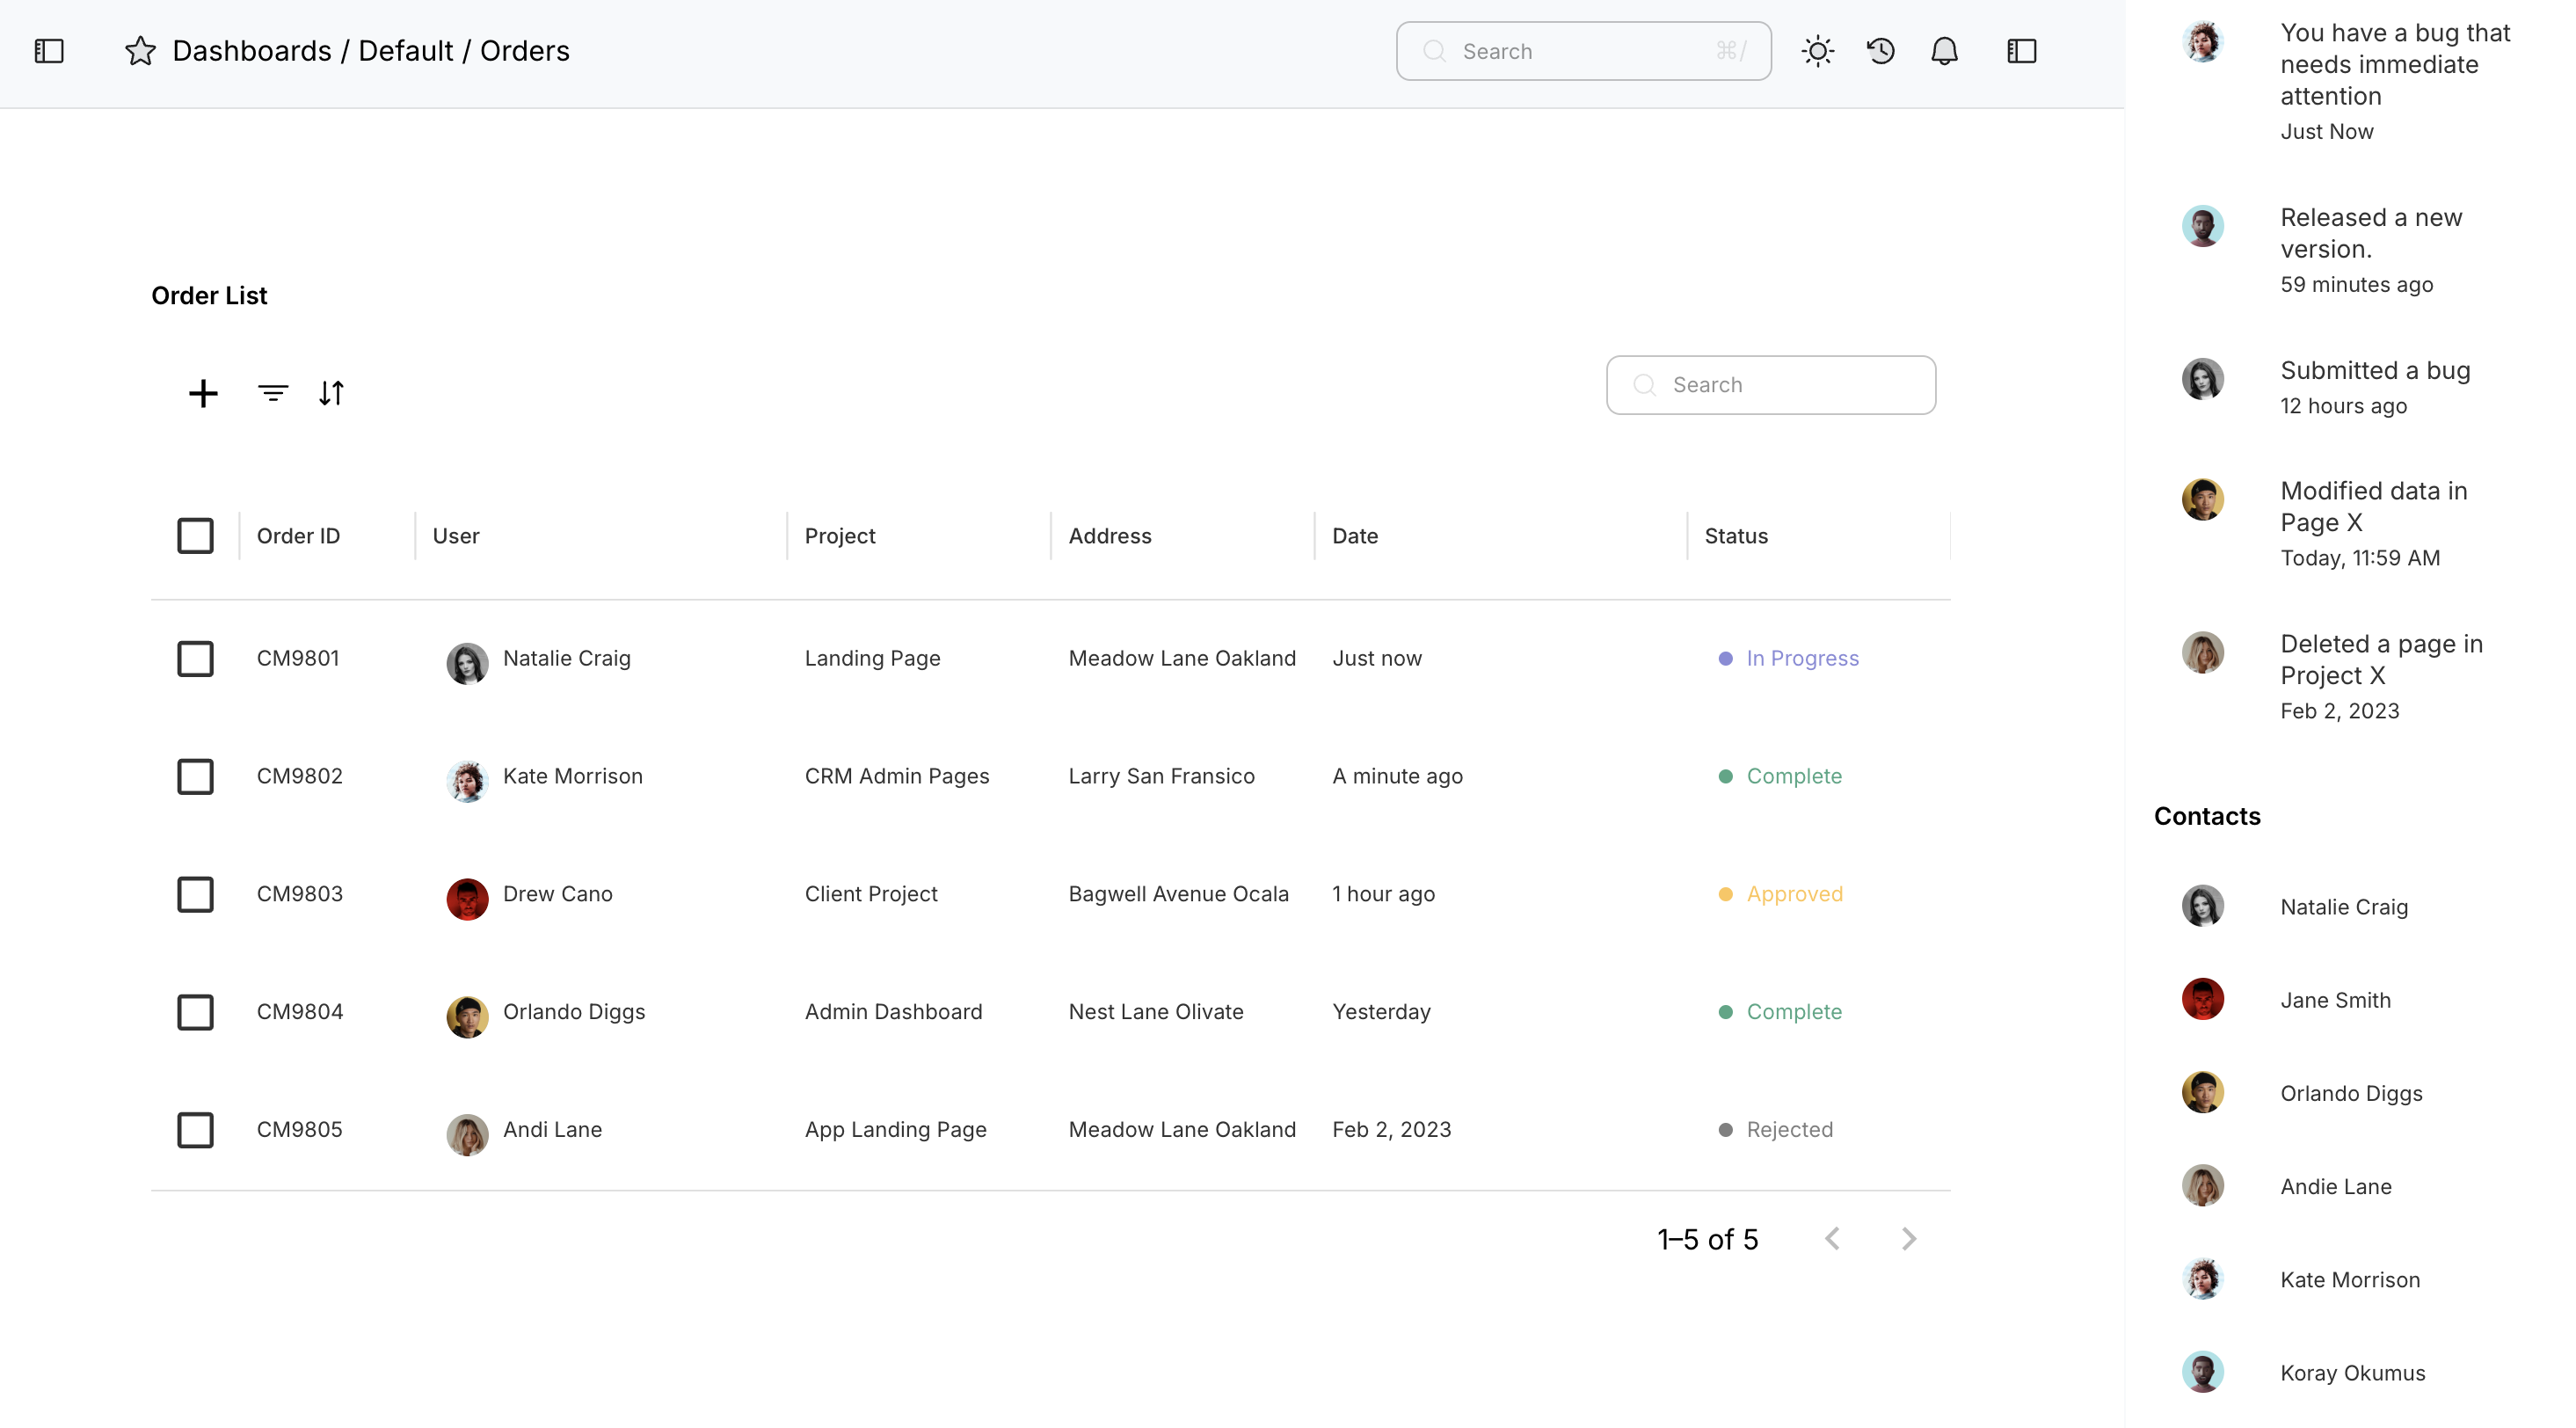 Dashboards / Default / Orders
Search ⌘/
Order List
Search
Order ID User Project Address Date Status
CM9801 Natalie Craig Landing Page Meadow Lane Oakland Just now In Progress
CM9802 Kate Morrison CRM Admin Pages Larry San Fransico A minute ago Complete
CM9803 Drew Cano Client Project Bagwell Avenue Ocala 1 hour ago Approved
CM9804 Orlando Diggs Admin Dashboard Nest Lane Olivate Yesterday Complete
CM9805 Andi Lane App Landing Page Meadow Lane Oakland Feb 2, 2023 Rejected
1–5 of 5
You have a bug that
needs immediate
attention
Just Now
Released a new
version.
59 minutes ago
Submitted a bug
12 hours ago
Modified data in
Page X
Today, 11:59 AM
Deleted a page in
Project X
Feb 2, 2023
Contacts
Natalie Craig
Jane Smith
Orlando Diggs
Andie Lane
Kate Morrison
Koray Okumus